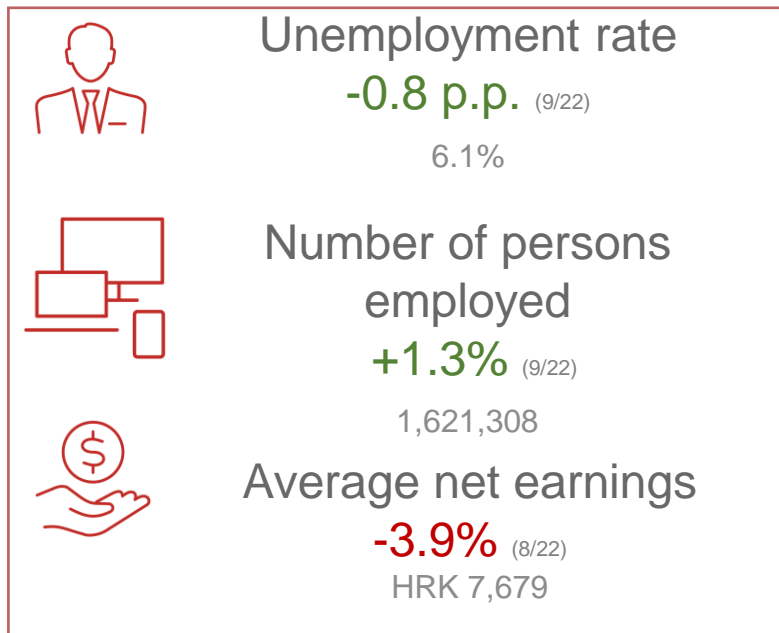 Unemployment rate
-0.8 p.p. (9/22)
6.1%
Number of persons
employed
+1.3% (9/22)
1,621,308
$
Average net earnings
-3.9% (8/22)
HRK 7,679